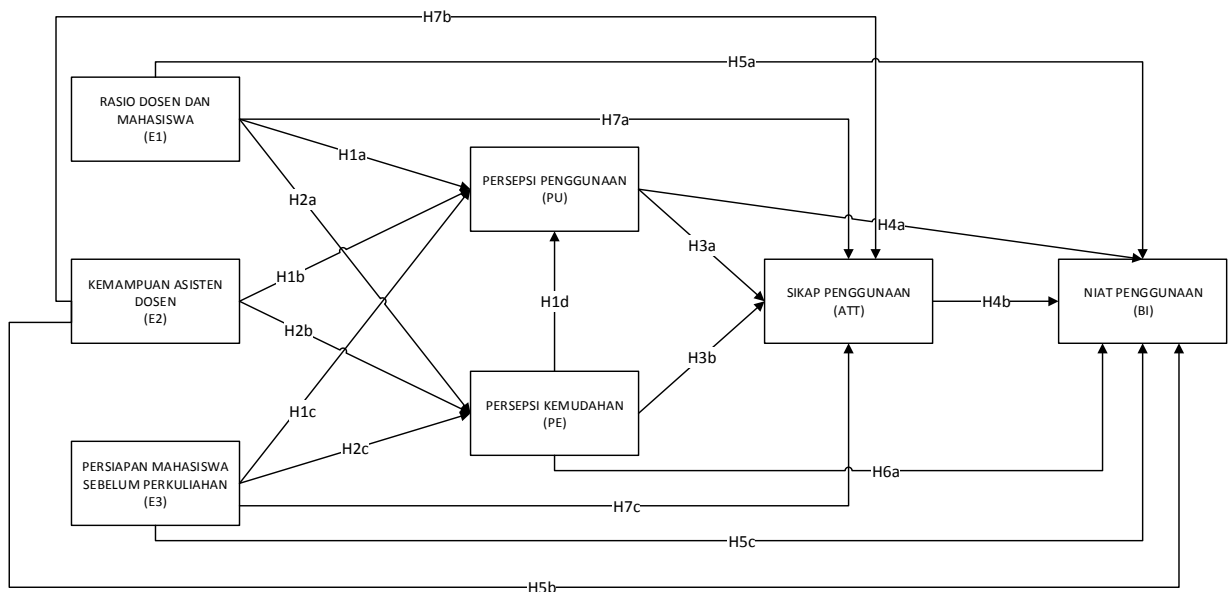 H7b
H5a
RASIO DOSEN DAN
MAHASISWA
(E1)
H7a
H1a
PERSEPSI PENGGUNAAN
(PU)
H2a
H4a
H3a
H1b
KEMAMPUAN ASISTEN
DOSEN
(E2)
H1d
SIKAP PENGGUNAAN
(ATT)
H4b
NIAT PENGGUNAAN
(BI)
H2b
H3b
H1c
PERSEPSI KEMUDAHAN
(PE)
H2c
PERSIAPAN MAHASISWA
SEBELUM PERKULIAHAN
(E3)
H6a
H7c
H5c
H5b